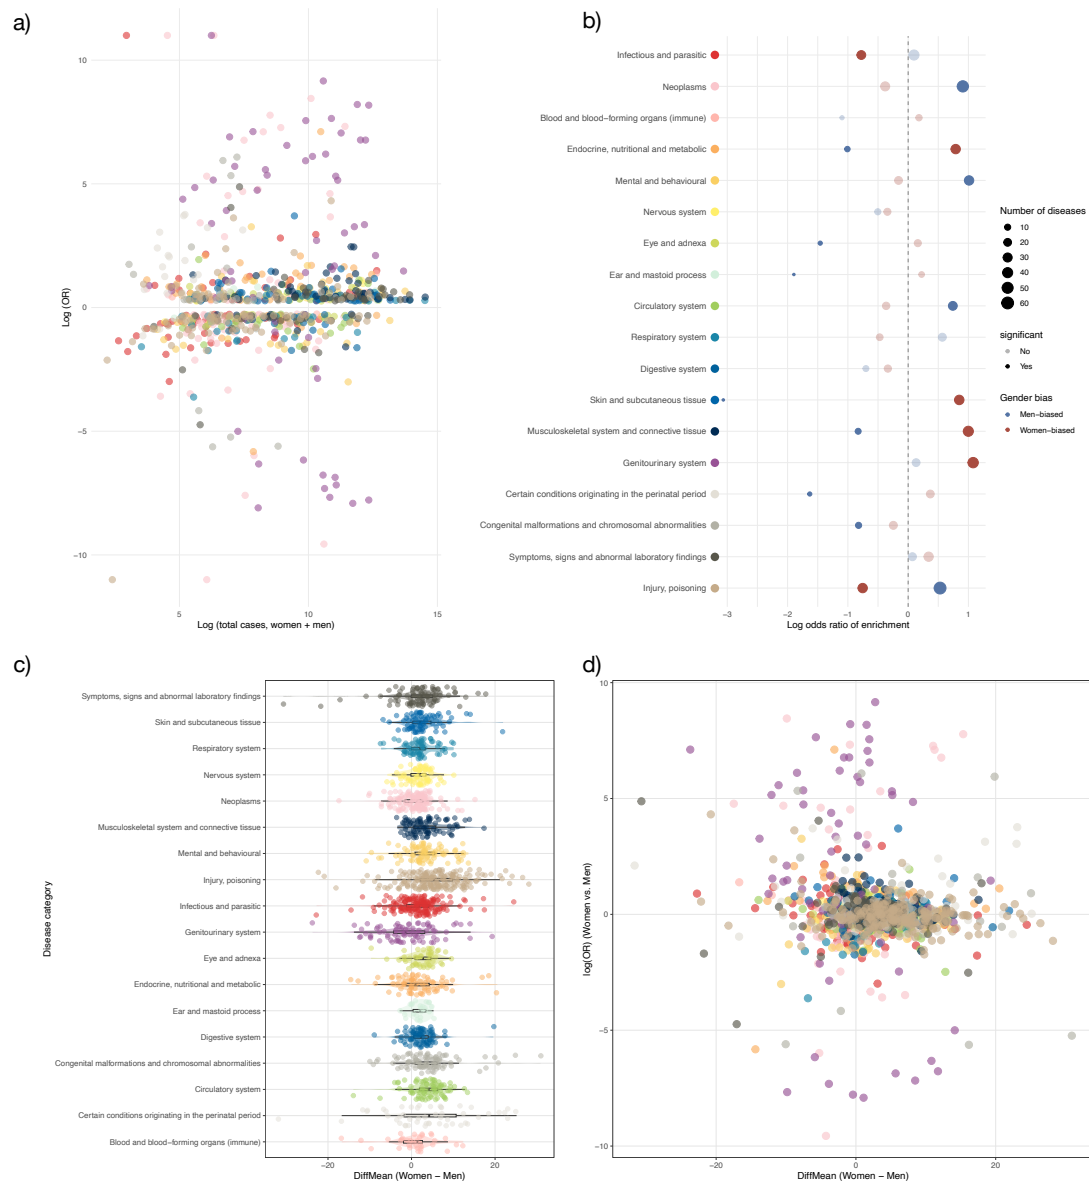 a)
10
5
0
−5
−10
Log (OR)
5
10
15
Log (total cases, women + men)
b)
Infectious and parasitic
Neoplasms
Blood and blood−forming organs (immune)
Endocrine, nutritional and metabolic
Mental and behavioural
Nervous system
Eye and adnexa
Ear and mastoid process
Circulatory system
Respiratory system
Digestive system
Skin and subcutaneous tissue
Musculoskeletal system and connective tissue
Genitourinary system
Certain conditions originating in the perinatal period
Congenital malformations and chromosomal abnormalities
Symptoms, signs and abnormal laboratory findings
Injury, poisoning
−3
−2
−1
0
1
Log odds ratio of enrichment
Number of diseases
10
20
30
40
50
60
significant
No
Yes
Gender bias
Men−biased
Women−biased
c)
Disease category
Symptoms, signs and abnormal laboratory findings
Skin and subcutaneous tissue
Respiratory system
Nervous system
Neoplasms
Musculoskeletal system and connective tissue
Mental and behavioural
Injury, poisoning
Infectious and parasitic
Genitourinary system
Eye and adnexa
Endocrine, nutritional and metabolic
Ear and mastoid process
Digestive system
Congenital malformations and chromosomal abnormalities
Circulatory system
Certain conditions originating in the perinatal period
Blood and blood−forming organs (immune)
−20
0
20
DiffMean (Women − Men)
d)
10
5
0
−5
−10
log(OR) (Women vs. Men)
−20
0
20
DiffMean (Women − Men)